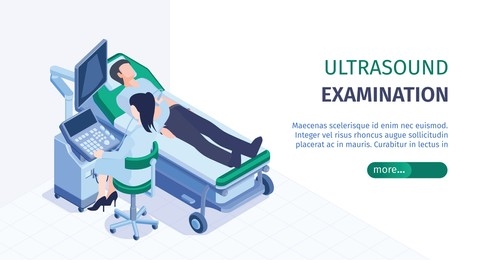 ULTRASOUND
EXAMINATION
Maecenas scelerisque id enim nec euismod.
Integer vel risus rhoncus augue sollicitudin
placerat ac in mauris. Curabitur in lectus in
more...